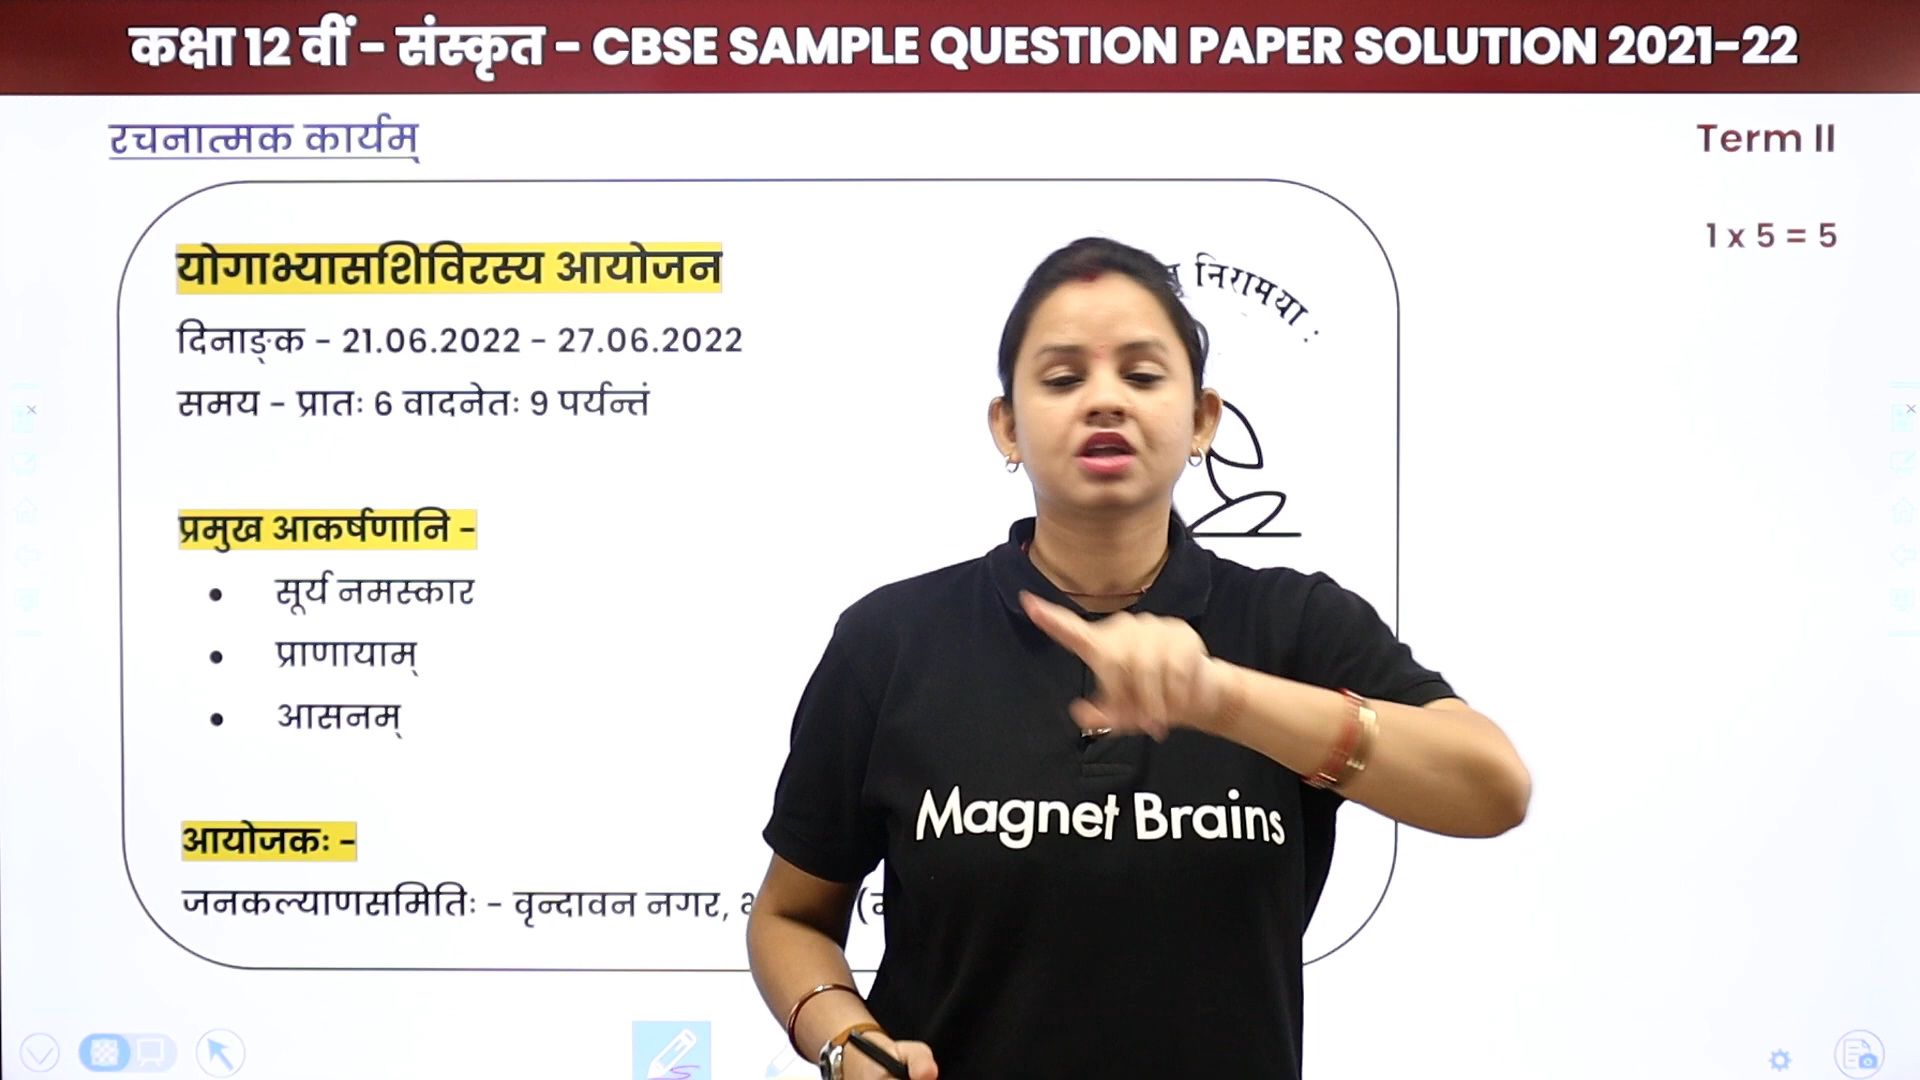 कक्षा 12 वीं - संस्कृत - CBSE SAMPLE QUESTION PAPER SOLUTION 2021-22
रचनात्मक कार्यम्
Term II
1 x 5 = 5
योगाभ्यासशिविरस्य आयोजन
निरामयाः
दिनाङ्क - 21.06.2022 - 27.06.2022
समय - प्रातः 6 वादनेतः 9 पर्यन्तं
प्रमुख आकर्षणानि -
• सूर्य नमस्कार
• प्राणायाम्
• आसनम्
आयोजकः -
जनकल्याणसमितिः - वृन्दावन नगर,
Magnet Brains